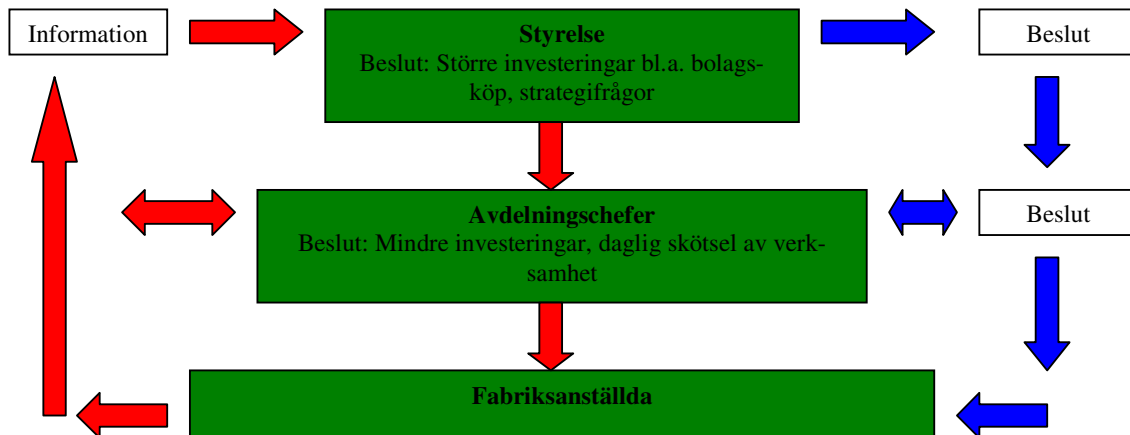 Information
Styrelse
Beslut: Större investeringar bl.a. bolags-
köp, strategifrågor
Beslut
Avdelningschefer
Beslut: Mindre investeringar, daglig skötsel av verk-
samhet
Beslut
Fabriksanställda